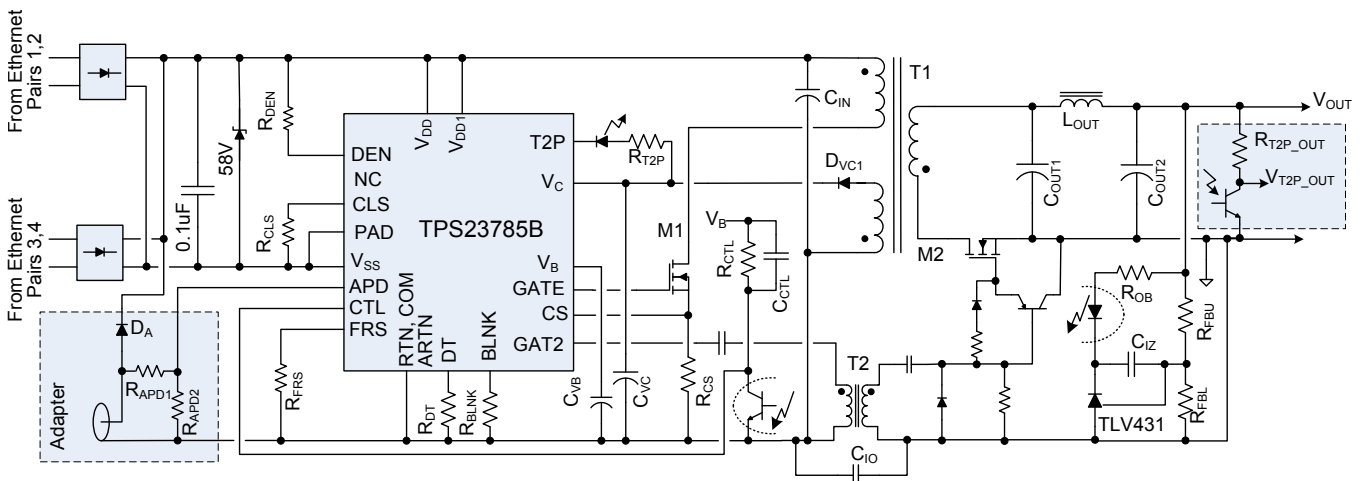 From Ethernet
Pairs 1,2
From Ethernet
Pairs 3,4
0.1uF
58V
R_DEN
R_CLS
TPS23785B
V_DD
V_DD1
DEN
NC
CLS
PAD
V_SS
APD
CTL
FRS
T2P
V_C
V_B
GATE
CS
GAT2
RTN, COM
ARTN
DT
BLNK
Adapter
D_A
R_APD1
R_APD2
R_FRS
R_DT
R_BLNK
C_VB
C_VC
R_T2P
D_VC1
C_IN
T1
M1
V_B
R_CTL
C_CTL
R_CS
T2
C_IO
M2
C_OUT1
L_OUT
C_OUT2
V_OUT
R_T2P_OUT
V_T2P_OUT
R_OB
C_IZ
TLV431
R_FBU
R_FBL